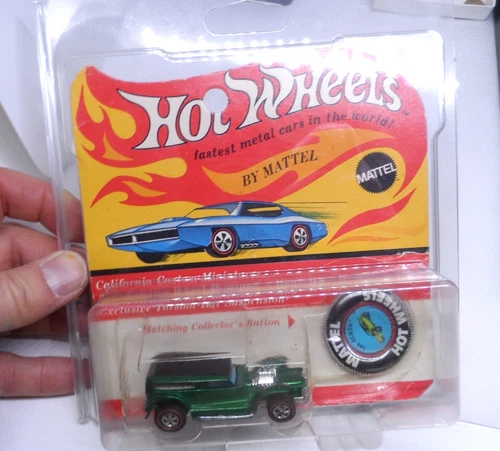 HOT WHEELS
fastest metal cars in the world!
BY MATTEL
MATTEL
California Custom Miniatures
Exclusive Torsion Bar Suspension
Matching Collector's Button
MATTEL HOT WHEELS